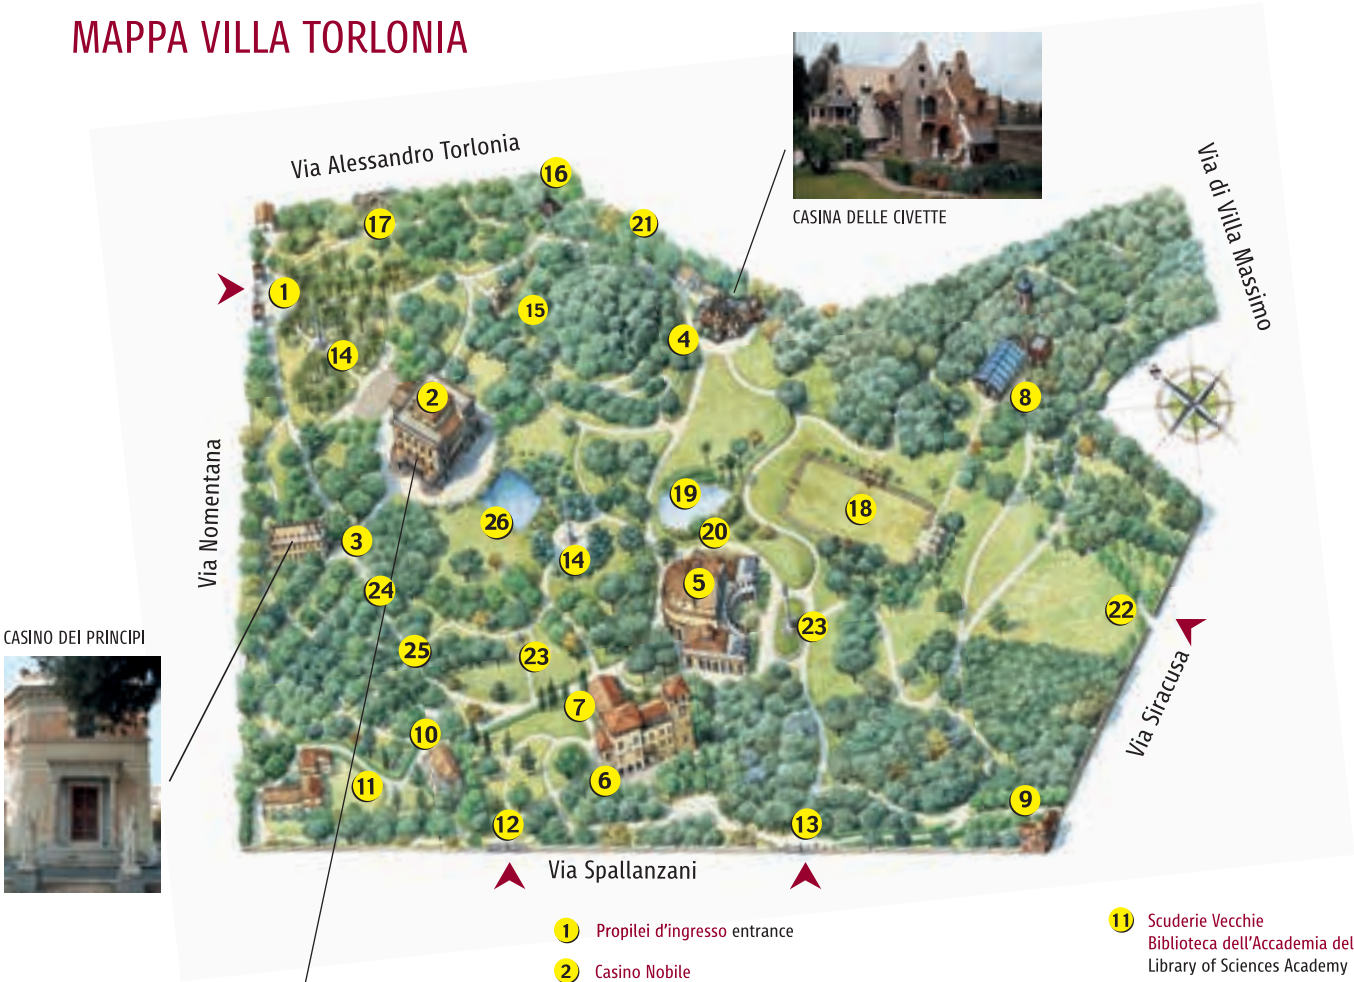 MAPPA VILLA TORLONIA
Via Alessandro Torlonia
CASINA DELLE CIVETTE
Via di Villa Massimo
16
17
21
1
15
4
14
2
8
Via Nomentana
19
18
26
20
3
14
5
24
22
23
CASINO DEI PRINCIPI
25
23
Via Siracusa
7
10
6
11
9
12
13
Via Spallanzani
1 Propilei d'ingresso entrance
2 Casino Nobile
11 Scuderie Vecchie
Biblioteca dell'Accademia del
Library of Sciences Academy